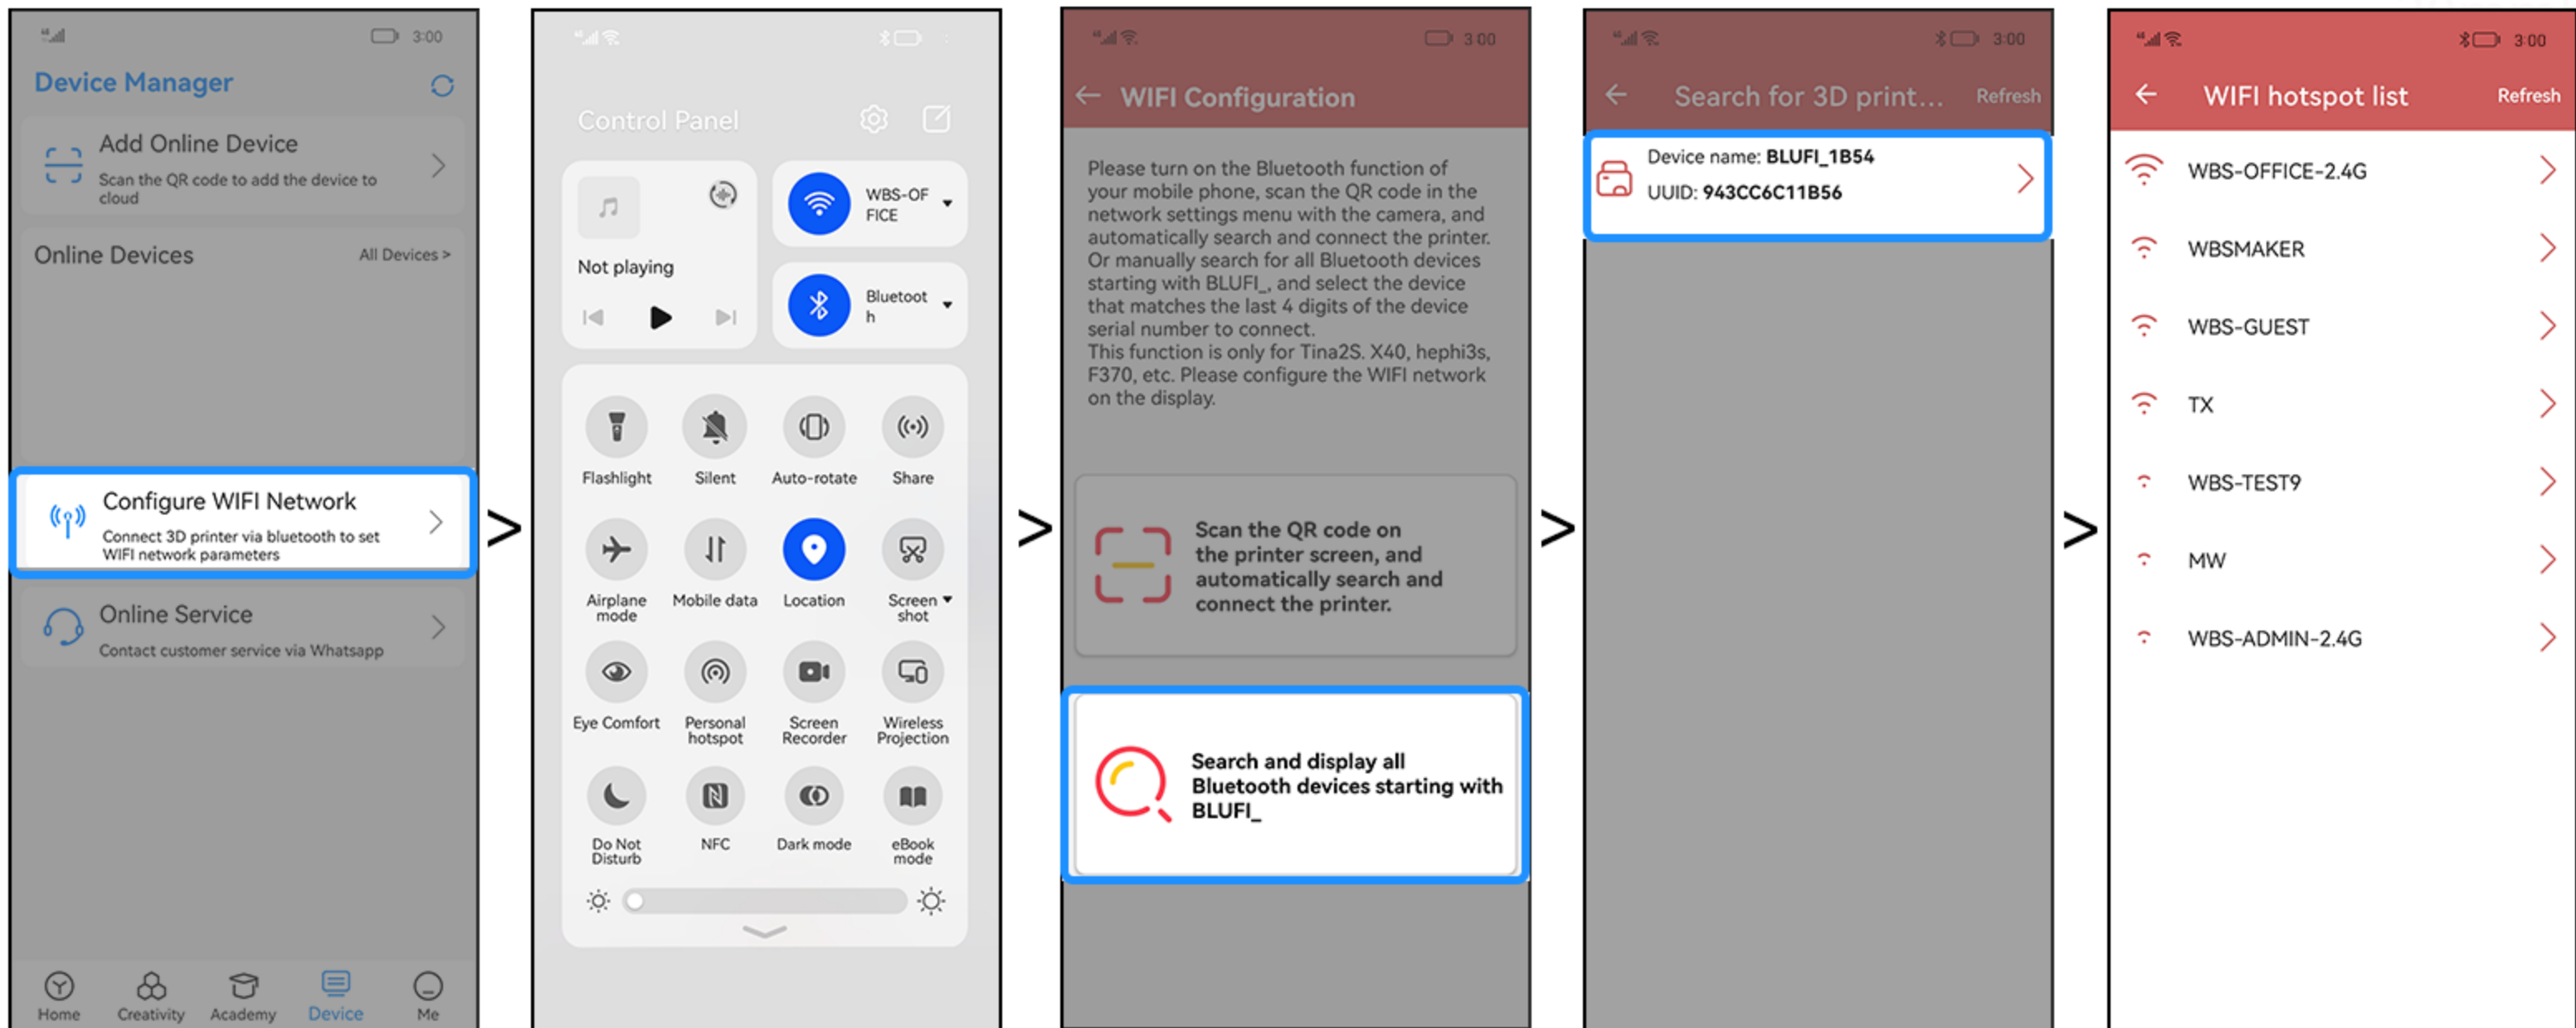 3:00
Device Manager
Add Online Device
Scan the QR code to add the device to
cloud
Online Devices
All Devices >
Configure WIFI Network
Connect 3D printer via bluetooth to set
WIFI network parameters
Online Service
Contact customer service via Whatsapp
Home
Creativity
Academy
Device
Me
>
Control Panel
Not playing
WBS-OF
FICE
Bluetoot
h
Flashlight
Silent
Auto-rotate
Share
Airplane
mode
Mobile data
Location
Screen
shot
Eye Comfort
Personal
hotspot
Screen
Recorder
Wireless
Projection
Do Not
Disturb
NFC
Dark mode
eBook
mode
>
3:00
WIFI Configuration
Please turn on the Bluetooth function of
your mobile phone, scan the QR code in the
network settings menu with the camera, and
automatically search and connect the printer.
Or manually search for all Bluetooth devices
starting with BLUFI_, and select the device
that matches the last 4 digits of the device
serial number to connect.
This function is only for Tina2S. X40, hephi3s,
F370, etc. Please configure the WIFI network
on the display.
Scan the QR code on
the printer screen, and
automatically search and
connect the printer.
Search and display all
Bluetooth devices starting with
BLUFI_
>
3:00
Search for 3D print...
Refresh
Device name: BLUFI_1B54
UUID: 943CC6C11B56
>
3:00
WIFI hotspot list
Refresh
WBS-OFFICE-2.4G
WBSMAKER
WBS-GUEST
TX
WBS-TEST9
MW
WBS-ADMIN-2.4G